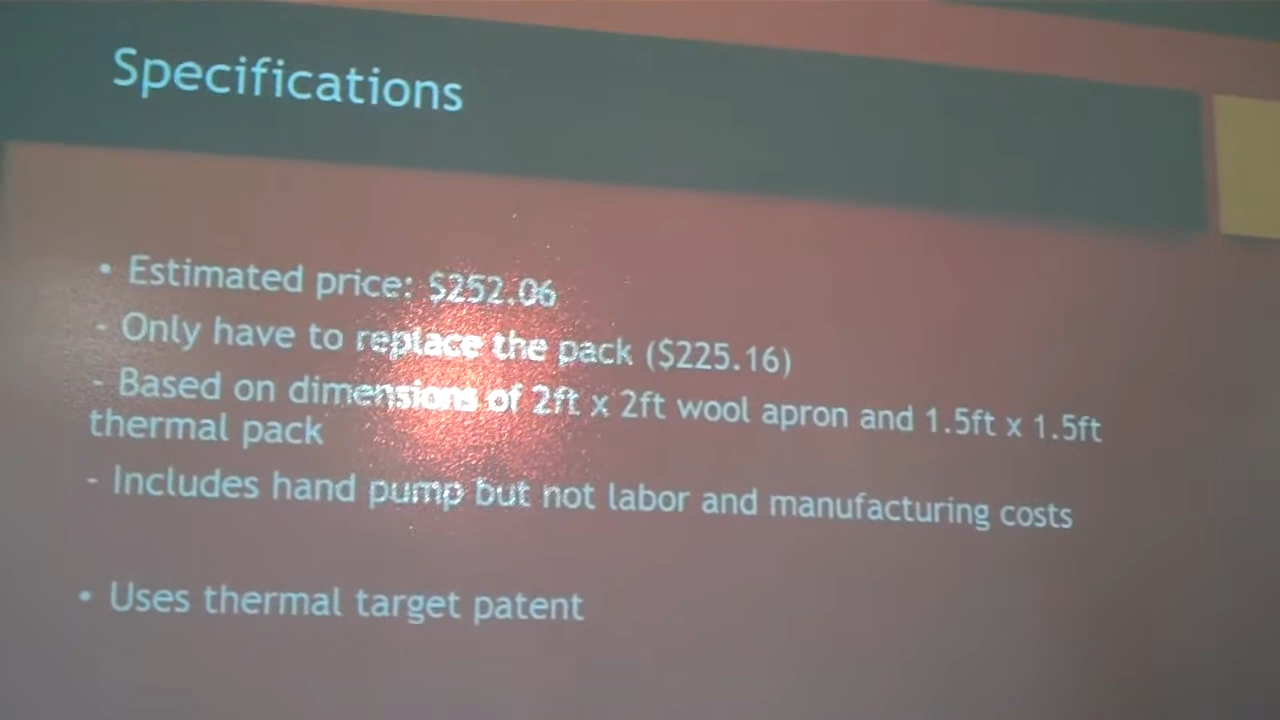 Specifications
• Estimated price: $252.06
- Only have to replace the pack ($225.16)
- Based on dimensions of 2ft x 2ft wool apron and 1.5ft x 1.5ft
thermal pack
- Includes hand pump but not labor and manufacturing costs
• Uses thermal target patent